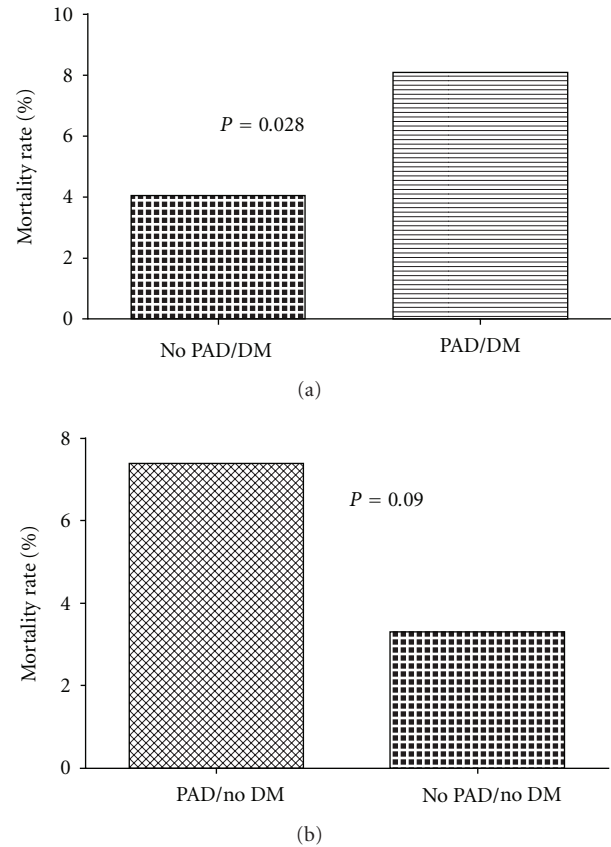 10
8
6
4
2
0
Mortality rate (%)
P = 0.028
No PAD/DM
PAD/DM
(a)
8
6
4
2
0
Mortality rate (%)
P = 0.09
PAD/no DM
No PAD/no DM
(b)